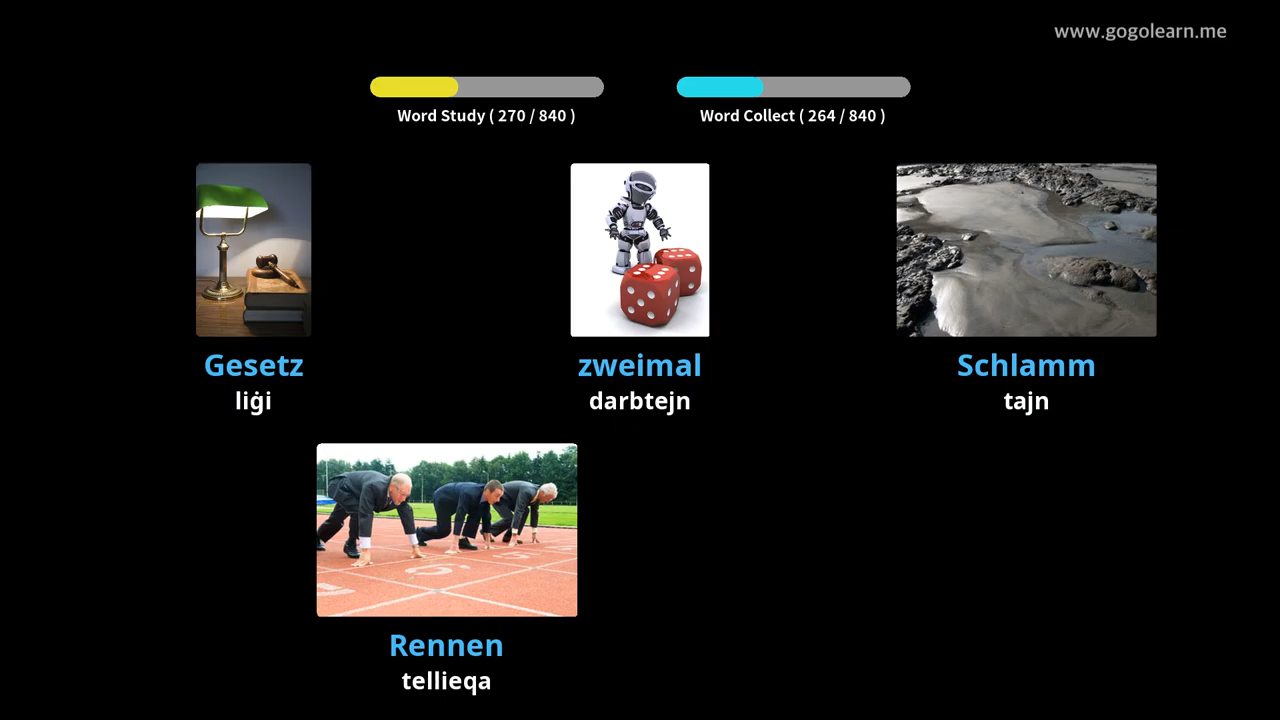 www.gogolearn.me
Word Study ( 270 / 840 )
Word Collect ( 264 / 840 )
Gesetz
liġi
zweimal
darbtejn
Schlamm
tajn
Rennen
tellieqa